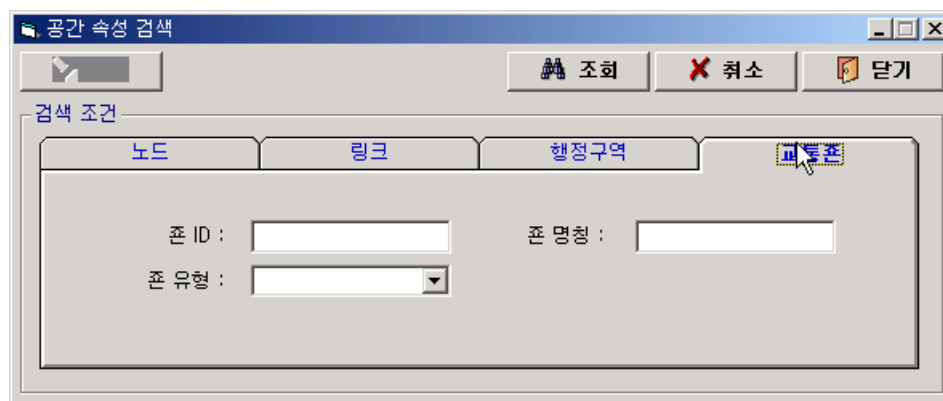 공간 속성 검색
조회 취소 닫기
검색 조건
노드 링크 행정구역 교통존
존 ID : 존 명칭 :
존 유형 :